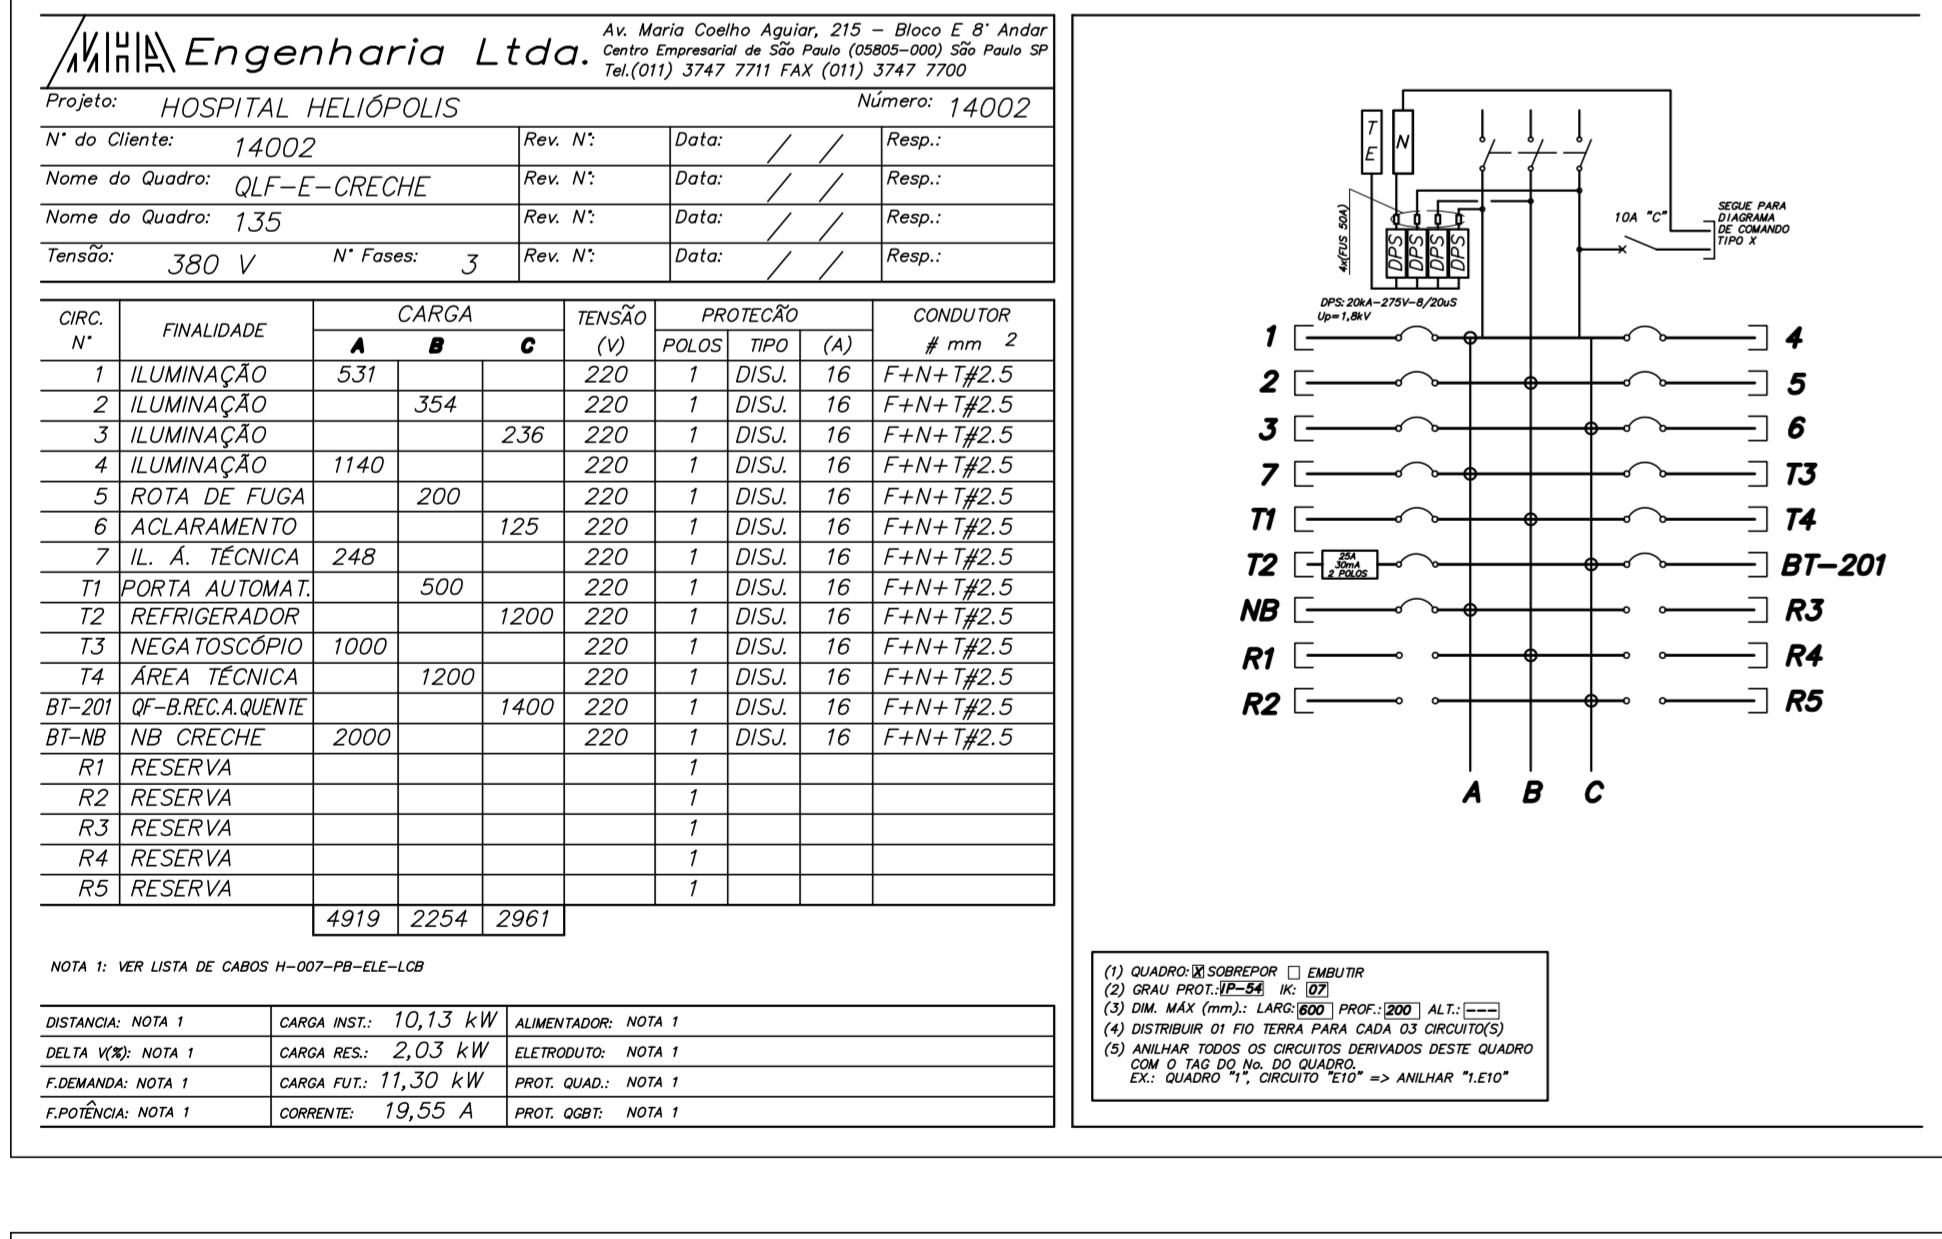 MHA Engenharia Ltda.
Av. Maria Coelho Aguiar, 215 – Bloco E 8° Andar
Centro Empresarial de São Paulo (05805–000) São Paulo SP
Tel.(011) 3747 7711 FAX (011) 3747 7700
Projeto: HOSPITAL HELIÓPOLIS Número: 14002
N° do Cliente: 14002 Rev. N°: Data: / / Resp.:
Nome do Quadro: QLF–E–CRECHE Rev. N°: Data: / / Resp.:
Nome do Quadro: 135 Rev. N°: Data: / / Resp.:
Tensão: 380 V N° Fases: 3 Rev. N°: Data: / / Resp.:
CIRC. N° FINALIDADE CARGA TENSÃO (V) PROTECÃO CONDUTOR
A B C POLOS TIPO (A) # mm 2
1 ILUMINAÇÃO 531 220 1 DISJ. 16 F+N+T#2.5
2 ILUMINAÇÃO 354 220 1 DISJ. 16 F+N+T#2.5
3 ILUMINAÇÃO 236 220 1 DISJ. 16 F+N+T#2.5
4 ILUMINAÇÃO 1140 220 1 DISJ. 16 F+N+T#2.5
5 ROTA DE FUGA 200 220 1 DISJ. 16 F+N+T#2.5
6 ACLARAMENTO 125 220 1 DISJ. 16 F+N+T#2.5
7 IL. Á. TÉCNICA 248 220 1 DISJ. 16 F+N+T#2.5
T1 PORTA AUTOMAT. 500 220 1 DISJ. 16 F+N+T#2.5
T2 REFRIGERADOR 1200 220 1 DISJ. 16 F+N+T#2.5
T3 NEGATOSCÓPIO 1000 220 1 DISJ. 16 F+N+T#2.5
T4 ÁREA TÉCNICA 1200 220 1 DISJ. 16 F+N+T#2.5
BT–201 QF–B.REC.A.QUENTE 1400 220 1 DISJ. 16 F+N+T#2.5
BT–NB NB CRECHE 2000 220 1 DISJ. 16 F+N+T#2.5
R1 RESERVA 1
R2 RESERVA 1
R3 RESERVA 1
R4 RESERVA 1
R5 RESERVA 1
4919 2254 2961
NOTA 1: VER LISTA DE CABOS H–007–PB–ELE–LCB
DISTANCIA: NOTA 1 CARGA INST.: 10,13 kW ALIMENTADOR: NOTA 1
DELTA V(%): NOTA 1 CARGA RES.: 2,03 kW ELETRODUTO: NOTA 1
F.DEMANDA: NOTA 1 CARGA FUT.: 11,30 kW PROT. QUAD.: NOTA 1
F.POTÊNCIA: NOTA 1 CORRENTE: 19,55 A PROT. QGBT: NOTA 1
TE N
4x(FUS 50A)
DPS DPS DPS DPS
10A "C"
SEGUE PARA
DIAGRAMA
DE COMANDO
TIPO X
DPS: 20kA–275V–8/20uS
Up=1,8kV
1 4
2 5
3 6
7 T3
T1 T4
T2 25A 30mA 2 POLOS BT–201
NB R3
R1 R4
R2 R5
A B C
(1) QUADRO: X SOBREPOR EMBUTIR
(2) GRAU PROT.: IP–54 IK: 07
(3) DIM. MÁX (mm).: LARG: 600 PROF.: 200 ALT.: ---
(4) DISTRIBUIR 01 FIO TERRA PARA CADA 03 CIRCUITO(S)
(5) ANILHAR TODOS OS CIRCUITOS DERIVADOS DESTE QUADRO
COM O TAG DO No. DO QUADRO.
EX.: QUADRO "1", CIRCUITO "E10" => ANILHAR "1.E10"